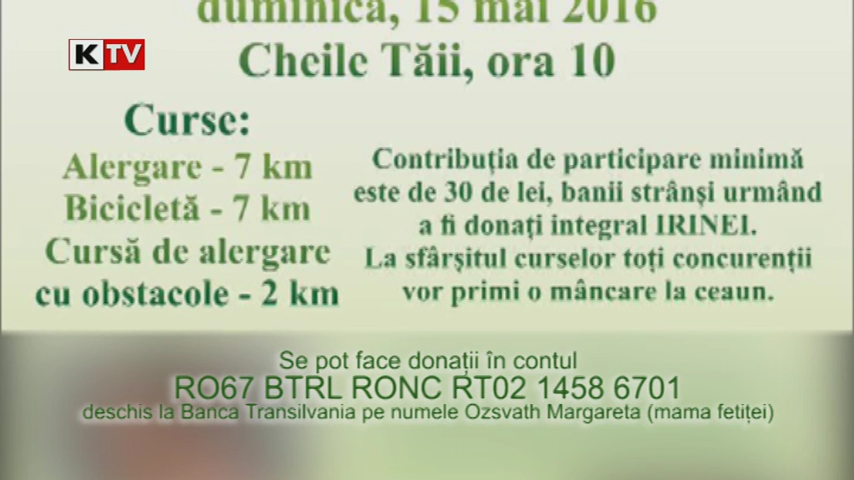 duminică, 15 mai 2016
KTV
Cheile Tăii, ora 10
Curse:
Alergare - 7 km
Bicicletă - 7 km
Cursă de alergare
cu obstacole - 2 km
Contribuția de participare minimă
este de 30 de lei, banii strânși urmând
a fi donați integral IRINEI.
La sfârșitul curselor toți concurenții
vor primi o mâncare la ceaun.
Se pot face donații în contul
RO67 BTRL RONC RT02 1458 6701
deschis la Banca Transilvania pe numele Ozsvath Margareta (mama fetiței)